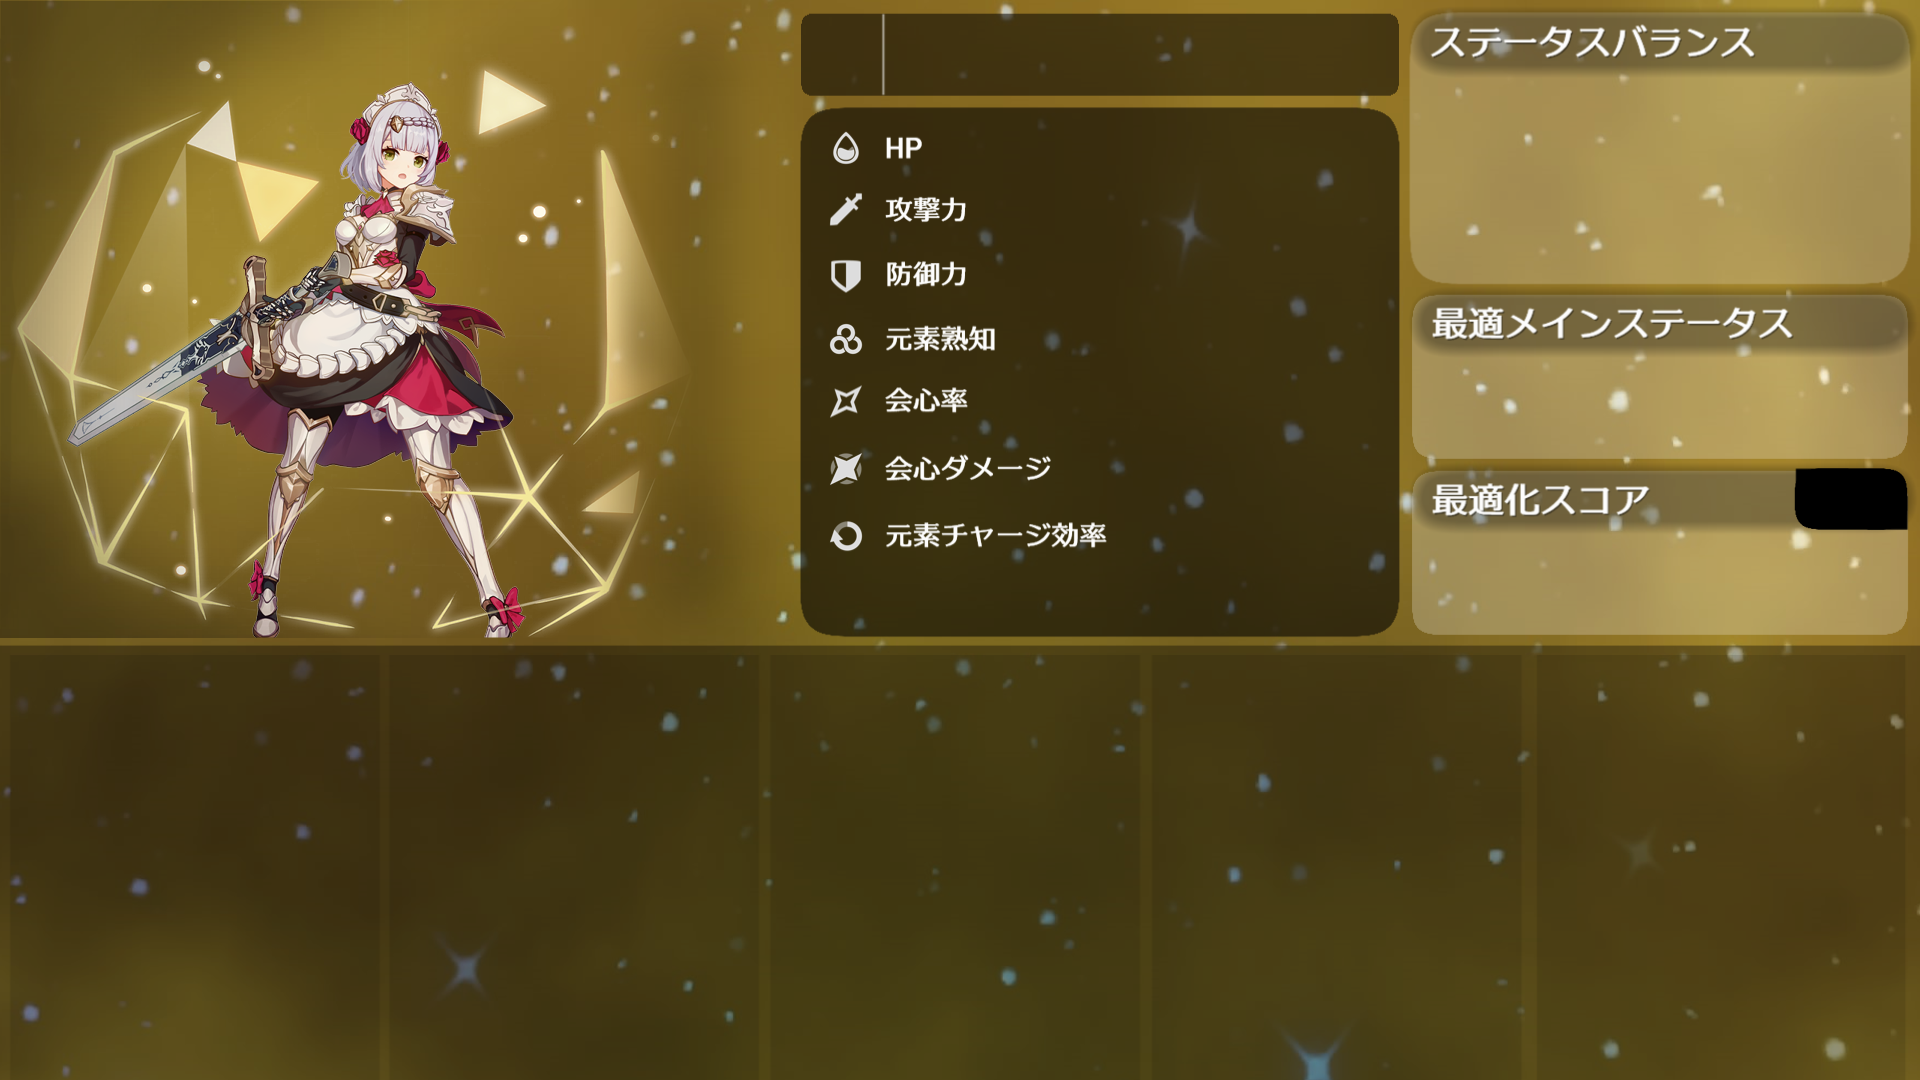 HP
攻撃力
防御力
元素熟知
会心率
会心ダメージ
元素チャージ効率
ステータスバランス
最適メインステータス
最適化スコア